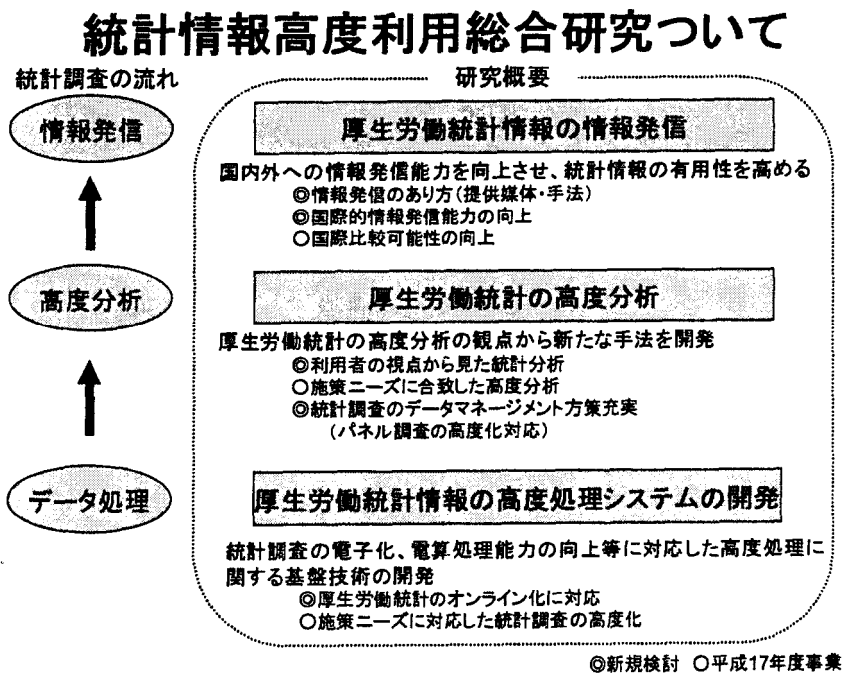 統計情報高度利用総合研究ついて
統計調査の流れ
研究概要
情報発信
厚生労働統計情報の情報発信
国内外への情報発信能力を向上させ、統計情報の有用性を高める
◎情報発信のあり方(提供媒体・手法)
◎国際的情報発信能力の向上
○国際比較可能性の向上
高度分析
厚生労働統計の高度分析
厚生労働統計の高度分析の観点から新たな手法を開発
◎利用者の視点から見た統計分析
○施策ニーズに合致した高度分析
◎統計調査のデータマネージメント方策充実
(パネル調査の高度化対応)
データ処理
厚生労働統計情報の高度処理システムの開発
統計調査の電子化、電算処理能力の向上等に対応した高度処理に
関する基盤技術の開発
◎厚生労働統計のオンライン化に対応
○施策ニーズに対応した統計調査の高度化
◎新規検討 ○平成17年度事業